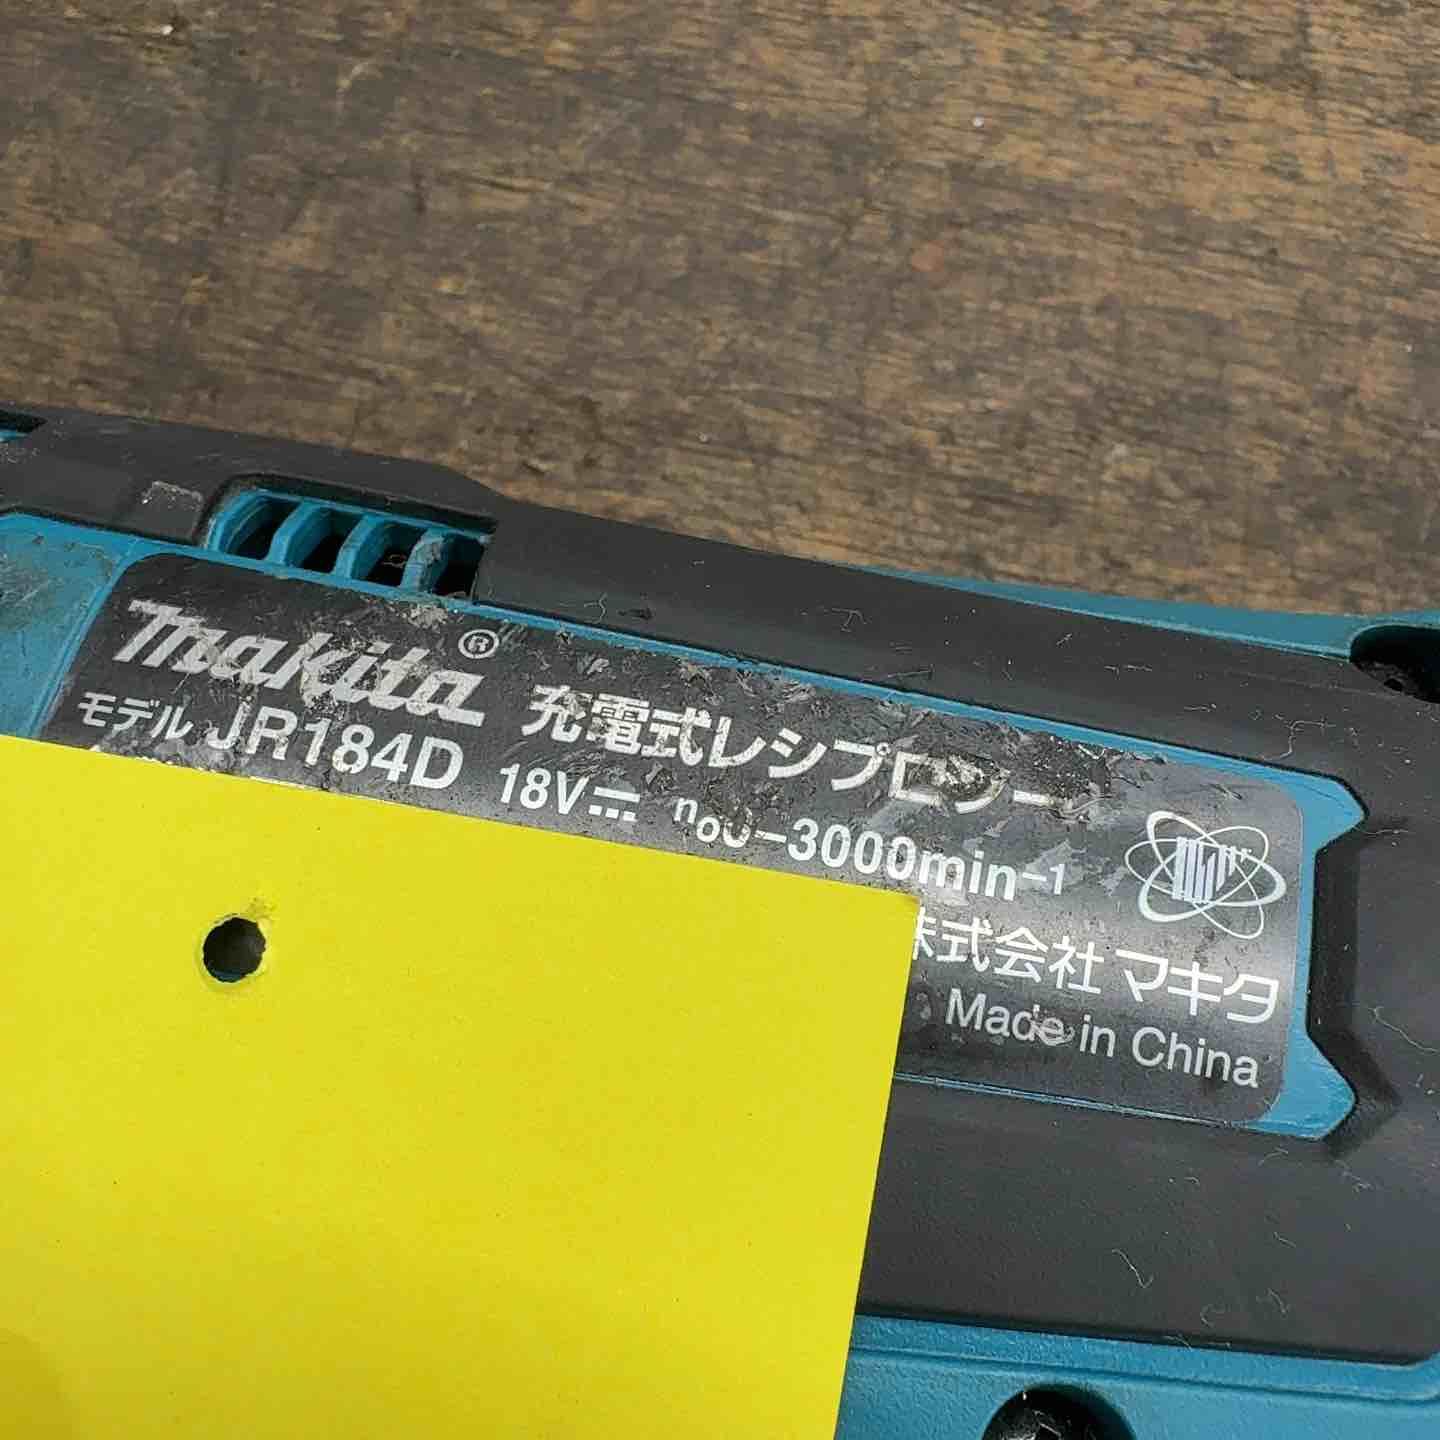 makita® 充電式レシプロソー
モデル JR184D 18V⎓ n₀0-3000min⁻¹
株式会社マキタ
Made in China